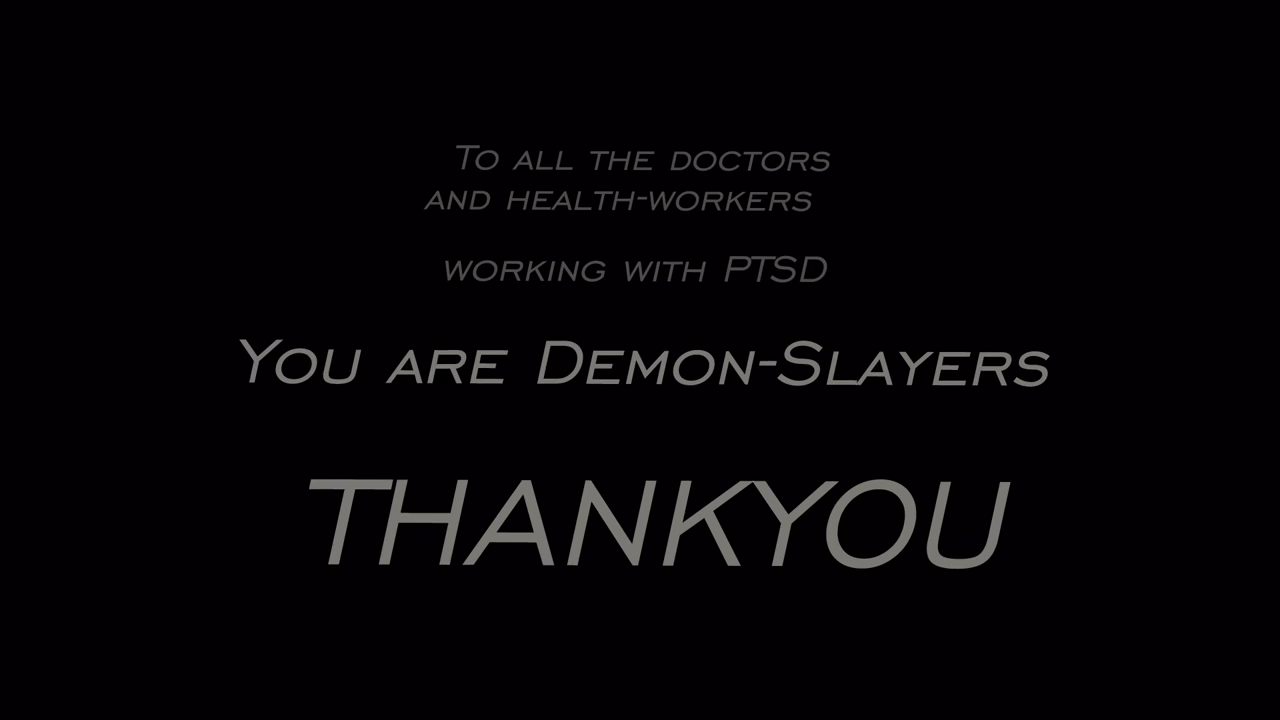 To all the doctors
and health-workers
working with PTSD
You are Demon-Slayers
THANKYOU